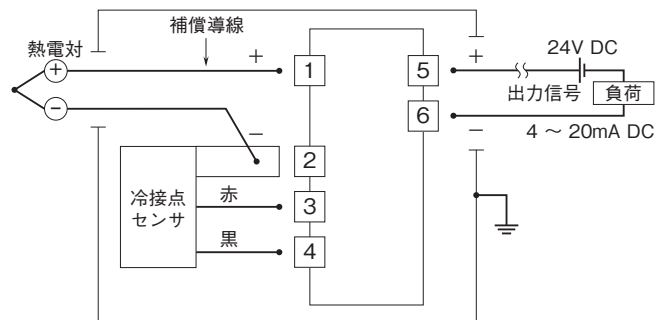 熱電対
補償導線
+
−
+
−
1
2
3
4
5
6
+
−
24V DC
出力信号
負荷
4 ～ 20mA DC
冷接点
センサ
赤
黒